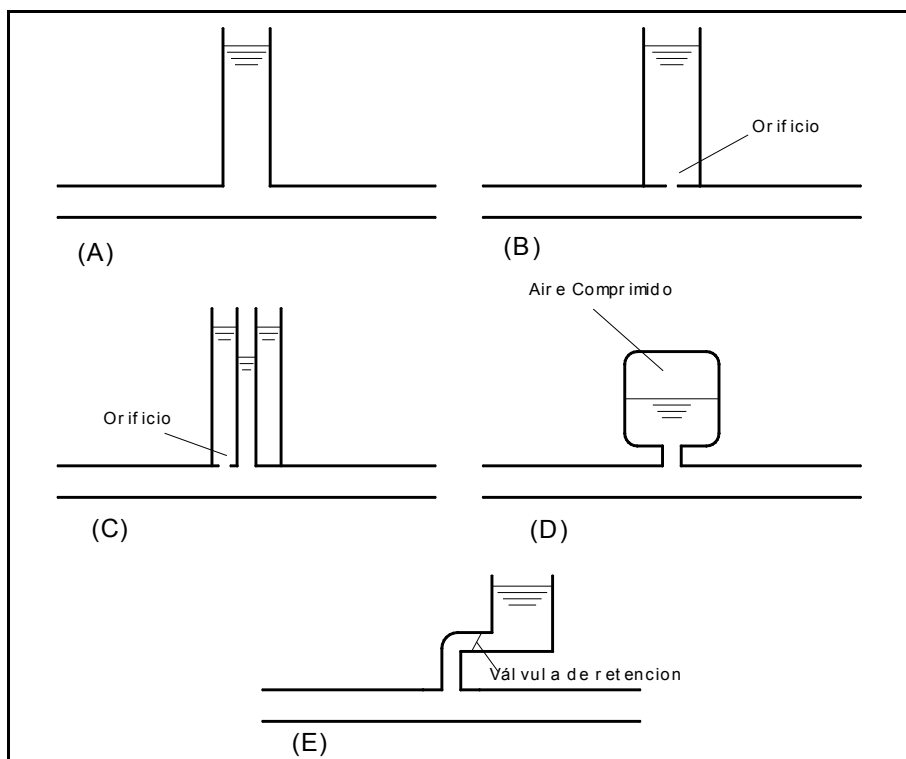 Orificio
(A)
(B)
Aire Comprimido
Orificio
(C)
(D)
Válvula de retencion
(E)